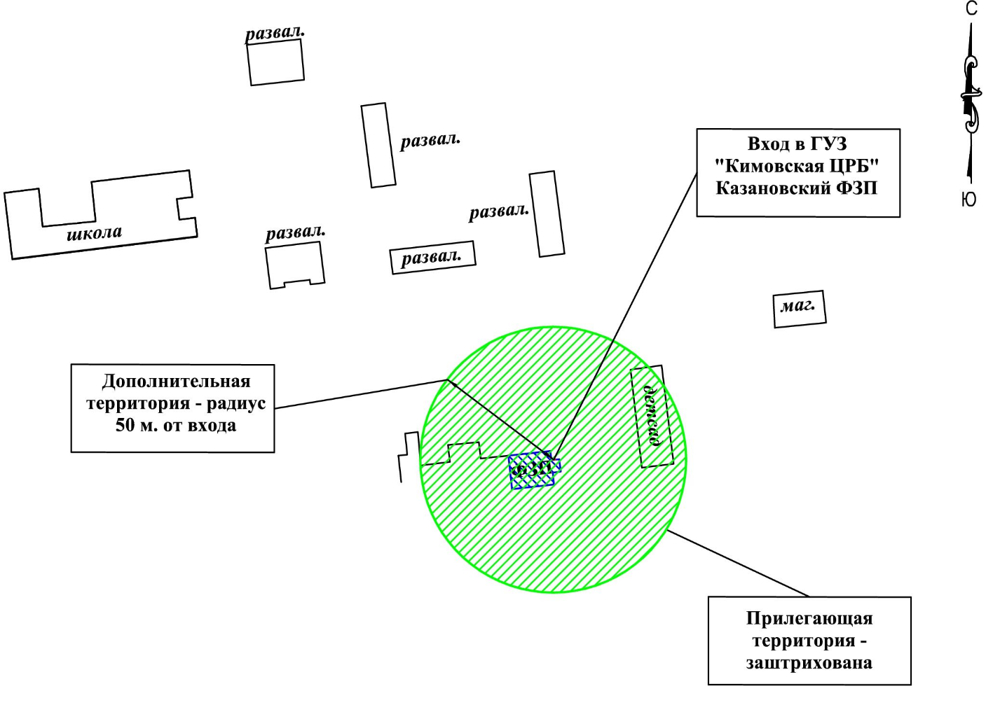 С
развал.
развал.
Вход в ГУЗ
"Кимовская ЦРБ"
Казановский ФЗП
Ю
развал.
школа
развал.
развал.
маг.
Дополнительная
территория - радиус
50 м. от входа
детсад
ФЗП
Прилегающая
территория -
заштрихована